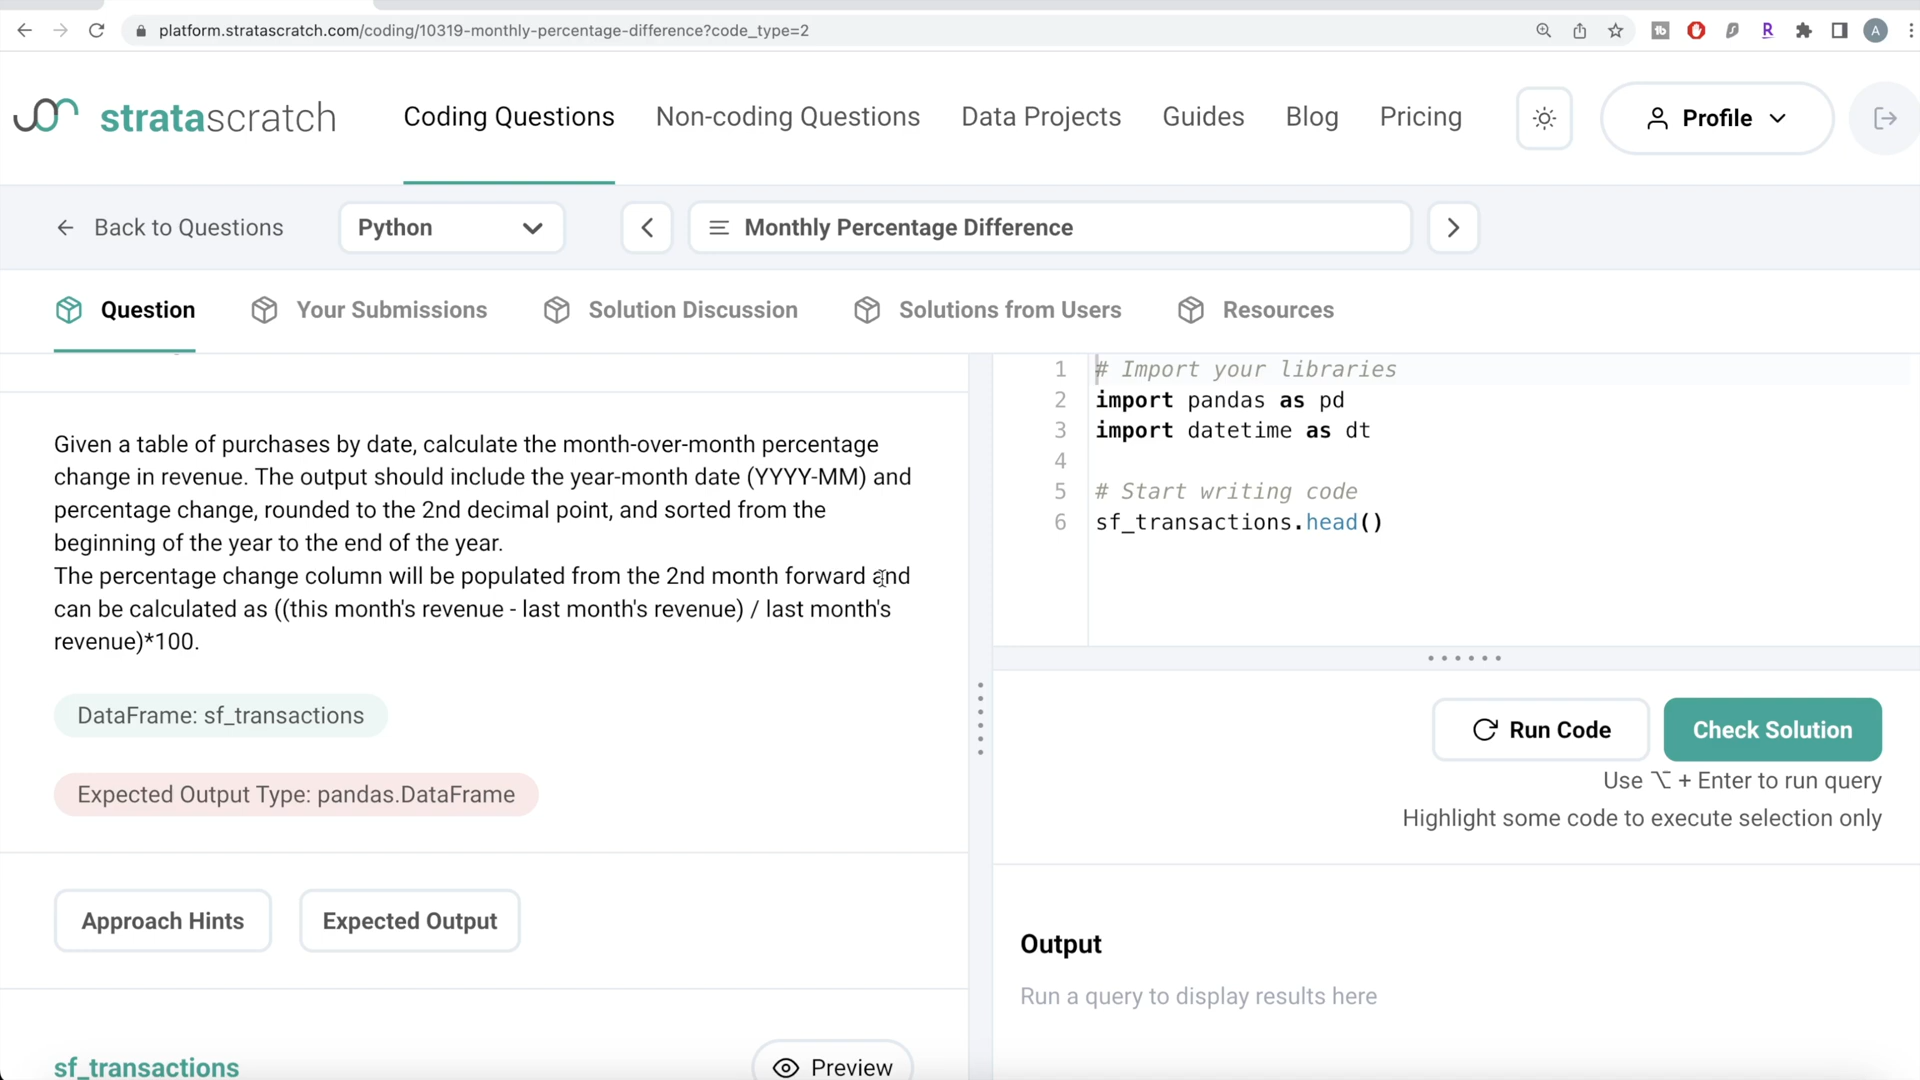 platform.stratascratch.com/coding/10319-monthly-percentage-difference?code_type=2
tb
R
A
stratascratch
Coding Questions
Non-coding Questions
Data Projects
Guides
Blog
Pricing
Profile
Back to Questions
Python
Monthly Percentage Difference
Question
Your Submissions
Solution Discussion
Solutions from Users
Resources
Given a table of purchases by date, calculate the month-over-month percentage
change in revenue. The output should include the year-month date (YYYY-MM) and
percentage change, rounded to the 2nd decimal point, and sorted from the
beginning of the year to the end of the year.
The percentage change column will be populated from the 2nd month forward and
can be calculated as ((this month's revenue - last month's revenue) / last month's
revenue)*100.
DataFrame: sf_transactions
Expected Output Type: pandas.DataFrame
Approach Hints
Expected Output
sf_transactions
Preview
1 # Import your libraries
2 import pandas as pd
3 import datetime as dt
4
5 # Start writing code
6 sf_transactions.head()
Run Code
Check Solution
Use ⌥ + Enter to run query
Highlight some code to execute selection only
Output
Run a query to display results here